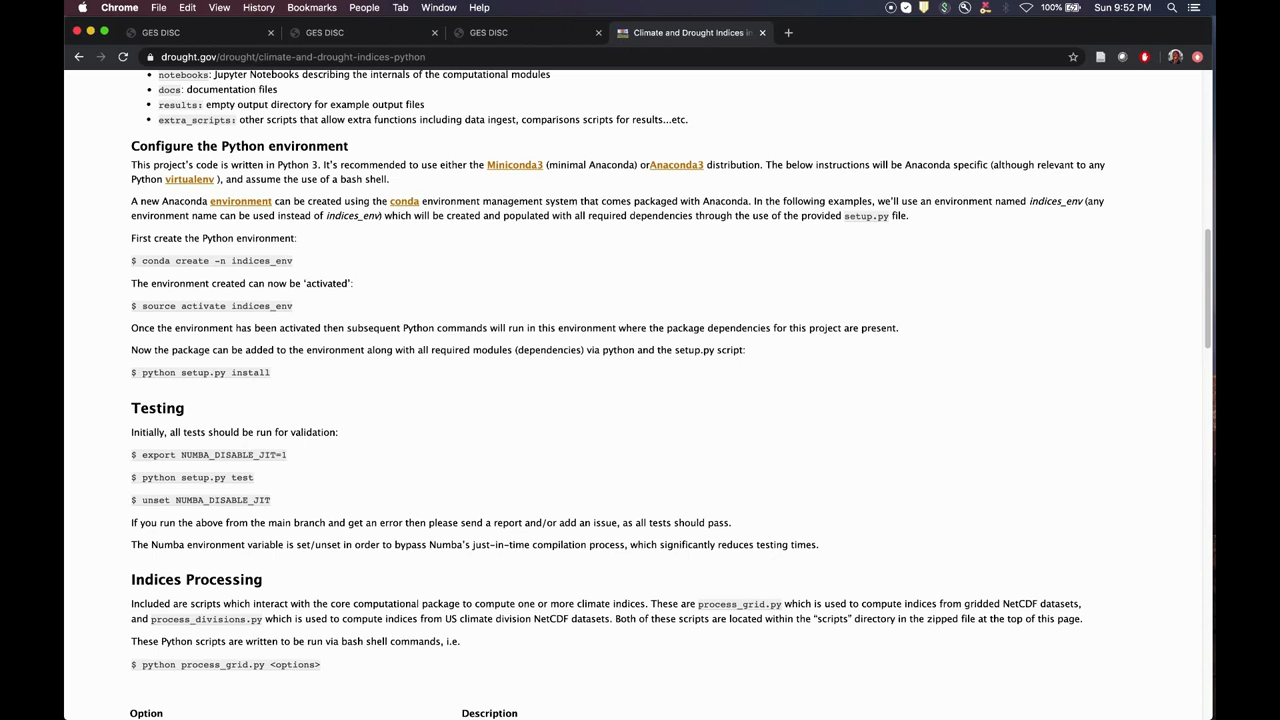 Chrome File Edit View History Bookmarks People Tab Window Help 100% Sun 9:52 PM
GES DISC GES DISC GES DISC Climate and Drought Indices in
drought.gov/drought/climate-and-drought-indices-python
notebooks: Jupyter Notebooks describing the internals of the computational modules
docs: documentation files
results: empty output directory for example output files
extra_scripts: other scripts that allow extra functions including data ingest, comparisons scripts for results...etc.
Configure the Python environment
This project's code is written in Python 3. It's recommended to use either the Miniconda3 (minimal Anaconda) orAnaconda3 distribution. The below instructions will be Anaconda specific (although relevant to any
Python virtualenv ), and assume the use of a bash shell.
A new Anaconda environment can be created using the conda environment management system that comes packaged with Anaconda. In the following examples, we'll use an environment named indices_env (any
environment name can be used instead of indices_env) which will be created and populated with all required dependencies through the use of the provided setup.py file.
First create the Python environment:
$ conda create -n indices_env
The environment created can now be 'activated':
$ source activate indices_env
Once the environment has been activated then subsequent Python commands will run in this environment where the package dependencies for this project are present.
Now the package can be added to the environment along with all required modules (dependencies) via python and the setup.py script:
$ python setup.py install
Testing
Initially, all tests should be run for validation:
$ export NUMBA_DISABLE_JIT=1
$ python setup.py test
$ unset NUMBA_DISABLE_JIT
If you run the above from the main branch and get an error then please send a report and/or add an issue, as all tests should pass.
The Numba environment variable is set/unset in order to bypass Numba's just-in-time compilation process, which significantly reduces testing times.
Indices Processing
Included are scripts which interact with the core computational package to compute one or more climate indices. These are process_grid.py which is used to compute indices from gridded NetCDF datasets,
and process_divisions.py which is used to compute indices from US climate division NetCDF datasets. Both of these scripts are located within the "scripts" directory in the zipped file at the top of this page.
These Python scripts are written to be run via bash shell commands, i.e.
$ python process_grid.py <options>
Option Description